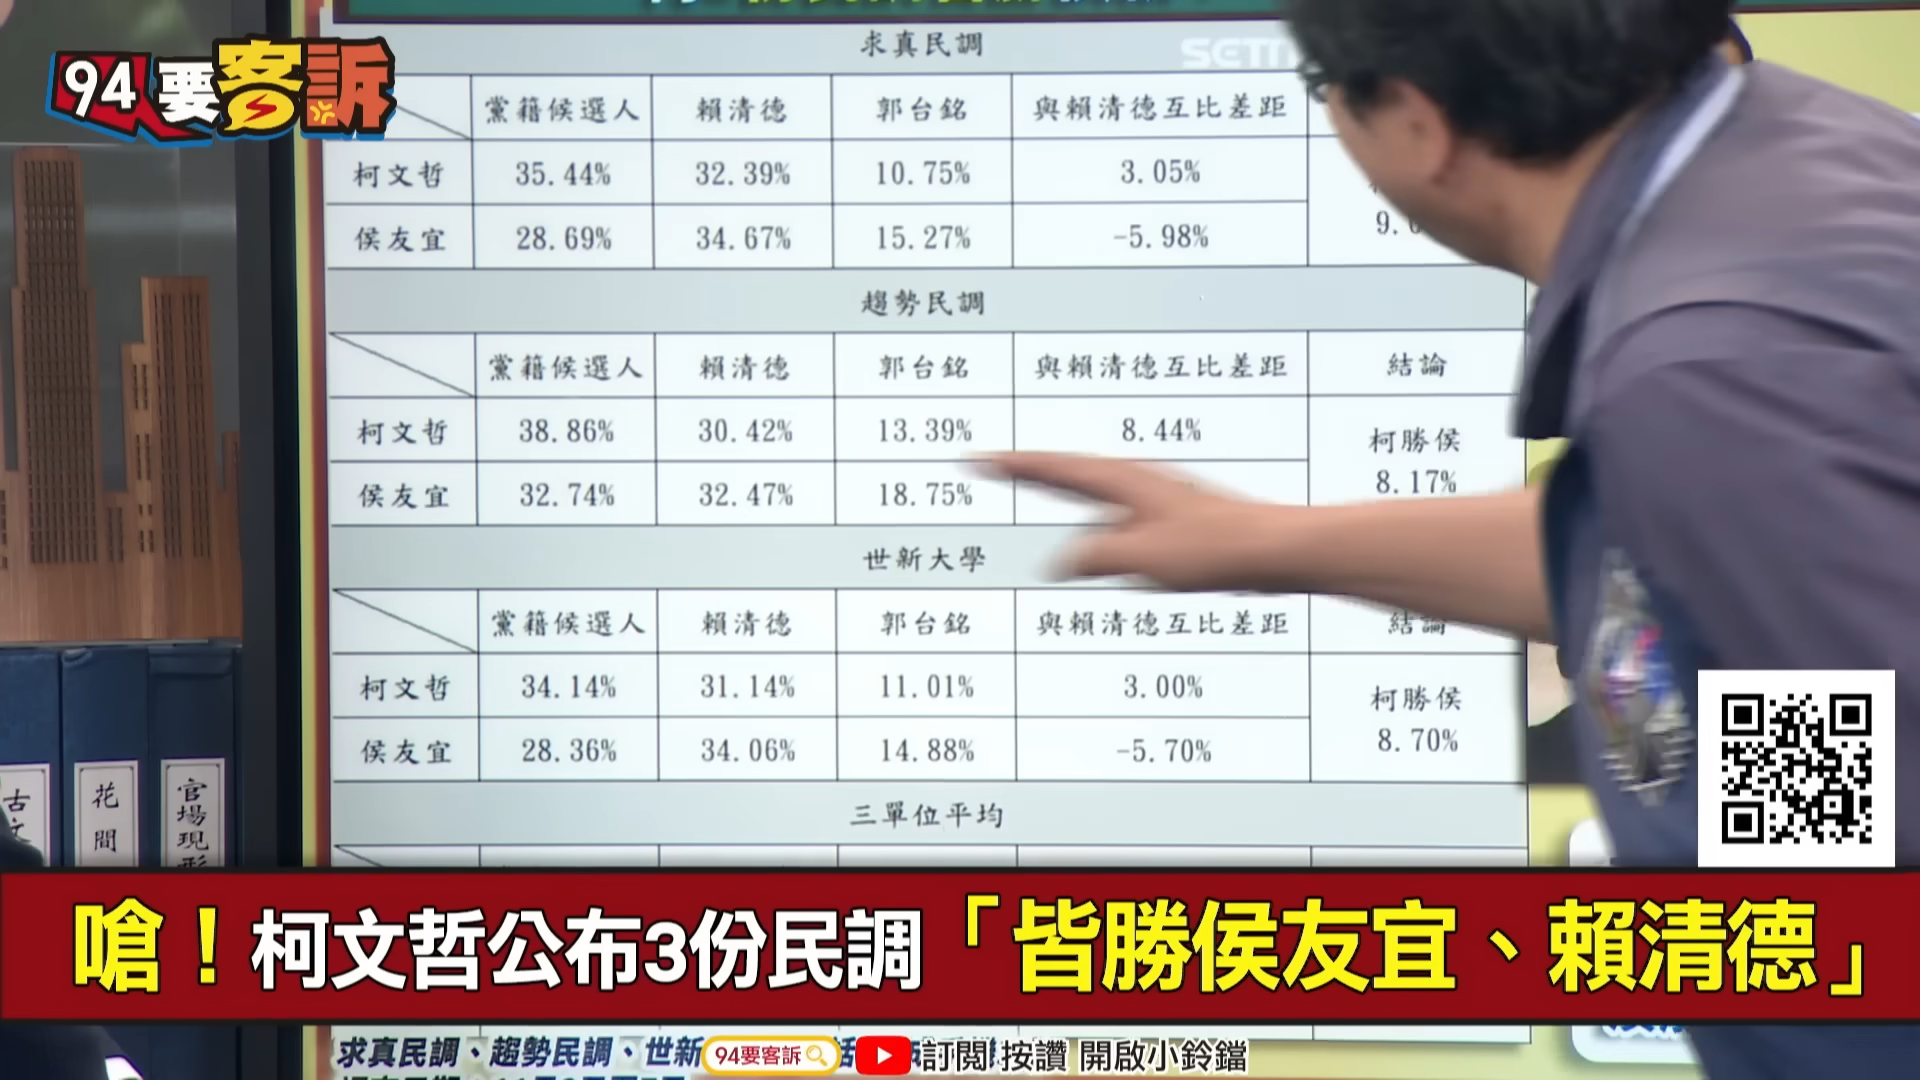 94要客訴
求真民調
SET
黨籍候選人 賴清德 郭台銘 與賴清德互比差距
柯文哲 35.44% 32.39% 10.75% 3.05%
侯友宜 28.69% 34.67% 15.27% -5.98%
趨勢民調
黨籍候選人 賴清德 郭台銘 與賴清德互比差距 結論
柯文哲 38.86% 30.42% 13.39% 8.44% 柯勝侯
侯友宜 32.74% 32.47% 18.75% 8.17%
世新大學
黨籍候選人 賴清德 郭台銘 與賴清德互比差距 結論
柯文哲 34.14% 31.14% 11.01% 3.00% 柯勝侯
侯友宜 28.36% 34.06% 14.88% -5.70% 8.70%
三單位平均
花間
官場現
嗆！柯文哲公布3份民調「皆勝侯友宜、賴清德」
求真民調、趨勢民調、世新
94要客訴
訂閱 按讚 開啟小鈴鐺